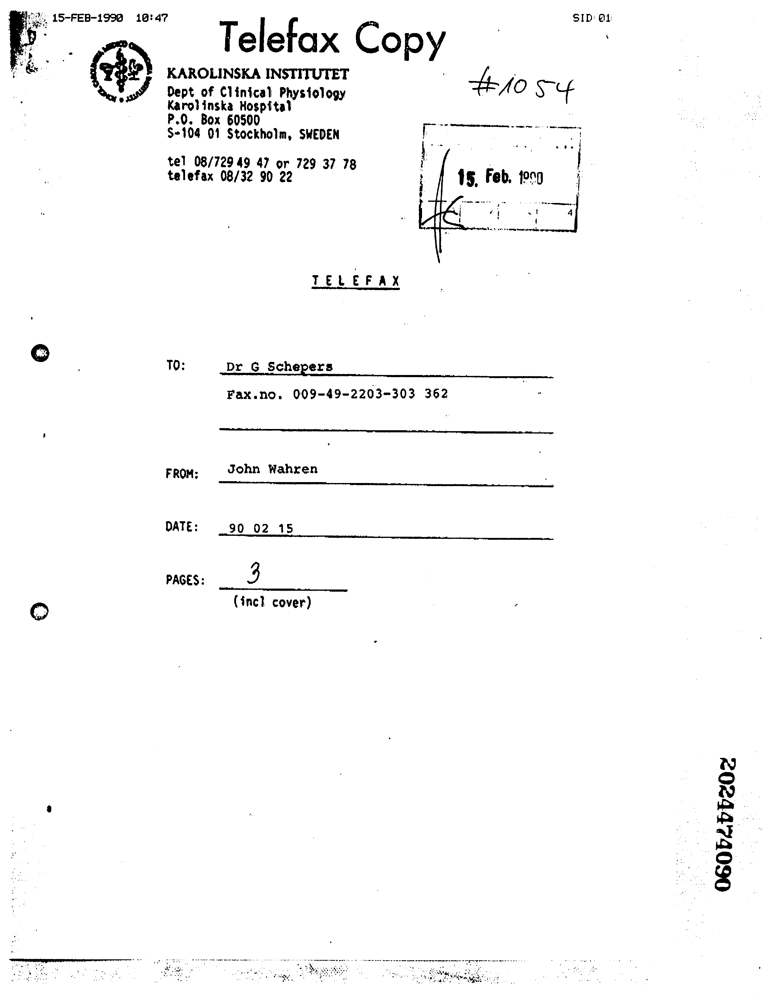 15-FEB-1990 10:47
SID 01
Telefax Copy
KAROLINSKA INSTITUTET
#1054
Dept of Clinical Physiology
Karolinska Hospital
P.O. Box 60500
S-104 01 Stockholm, SWEDEN
tel 08/729 49 47 or 729 37 78
telefax 08/32 90 22
15. Feb. 1990
4
TELEFAX
TO: Dr G Schepers
Fax.no. 009-49-2203-303 362
FROM: John Wahren
DATE: 90 02 15
PAGES: 3
(incl cover)
2024474090